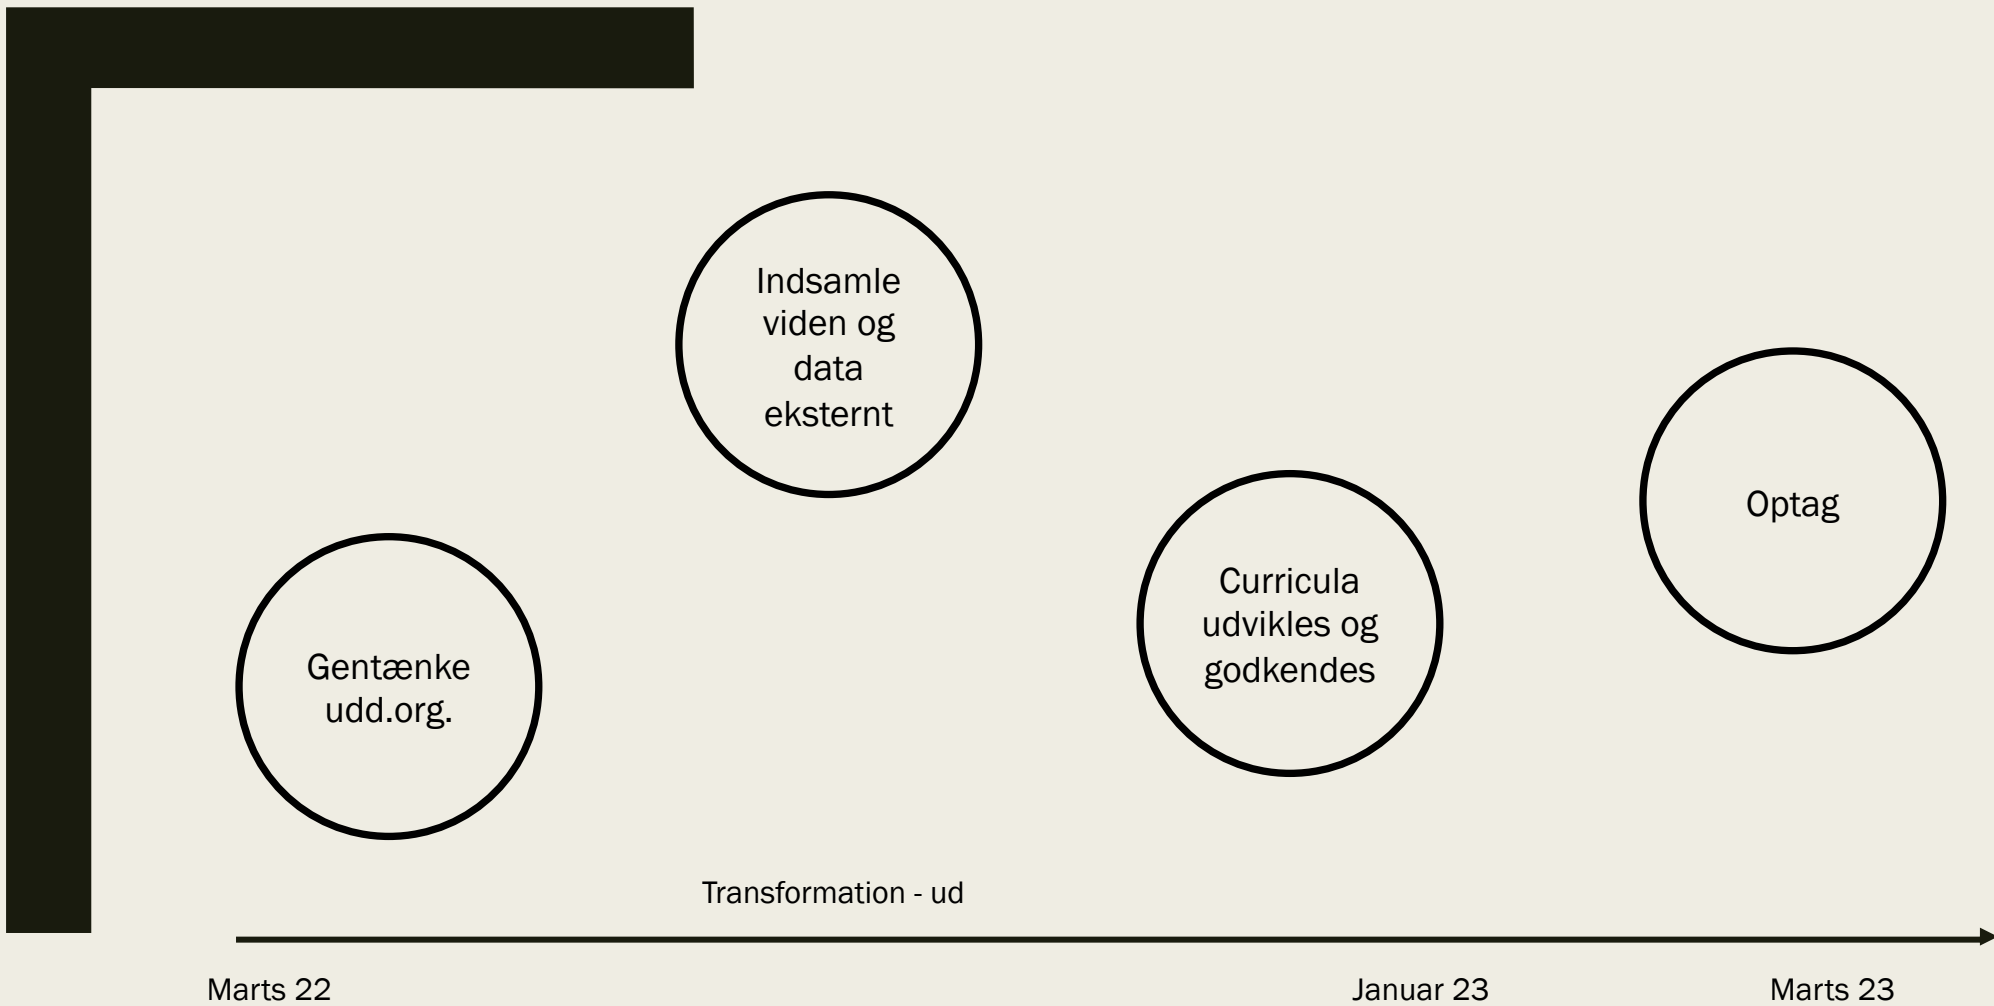 Indsamle
viden og
data
eksternt
Optag
Curricula
udvikles og
godkendes
Gentænke
udd.org.
Transformation - ud
Marts 22
Januar 23
Marts 23